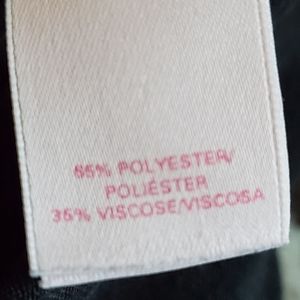 65% POLYESTER/
POLIÉSTER
35% VISCOSE/VISCOSA